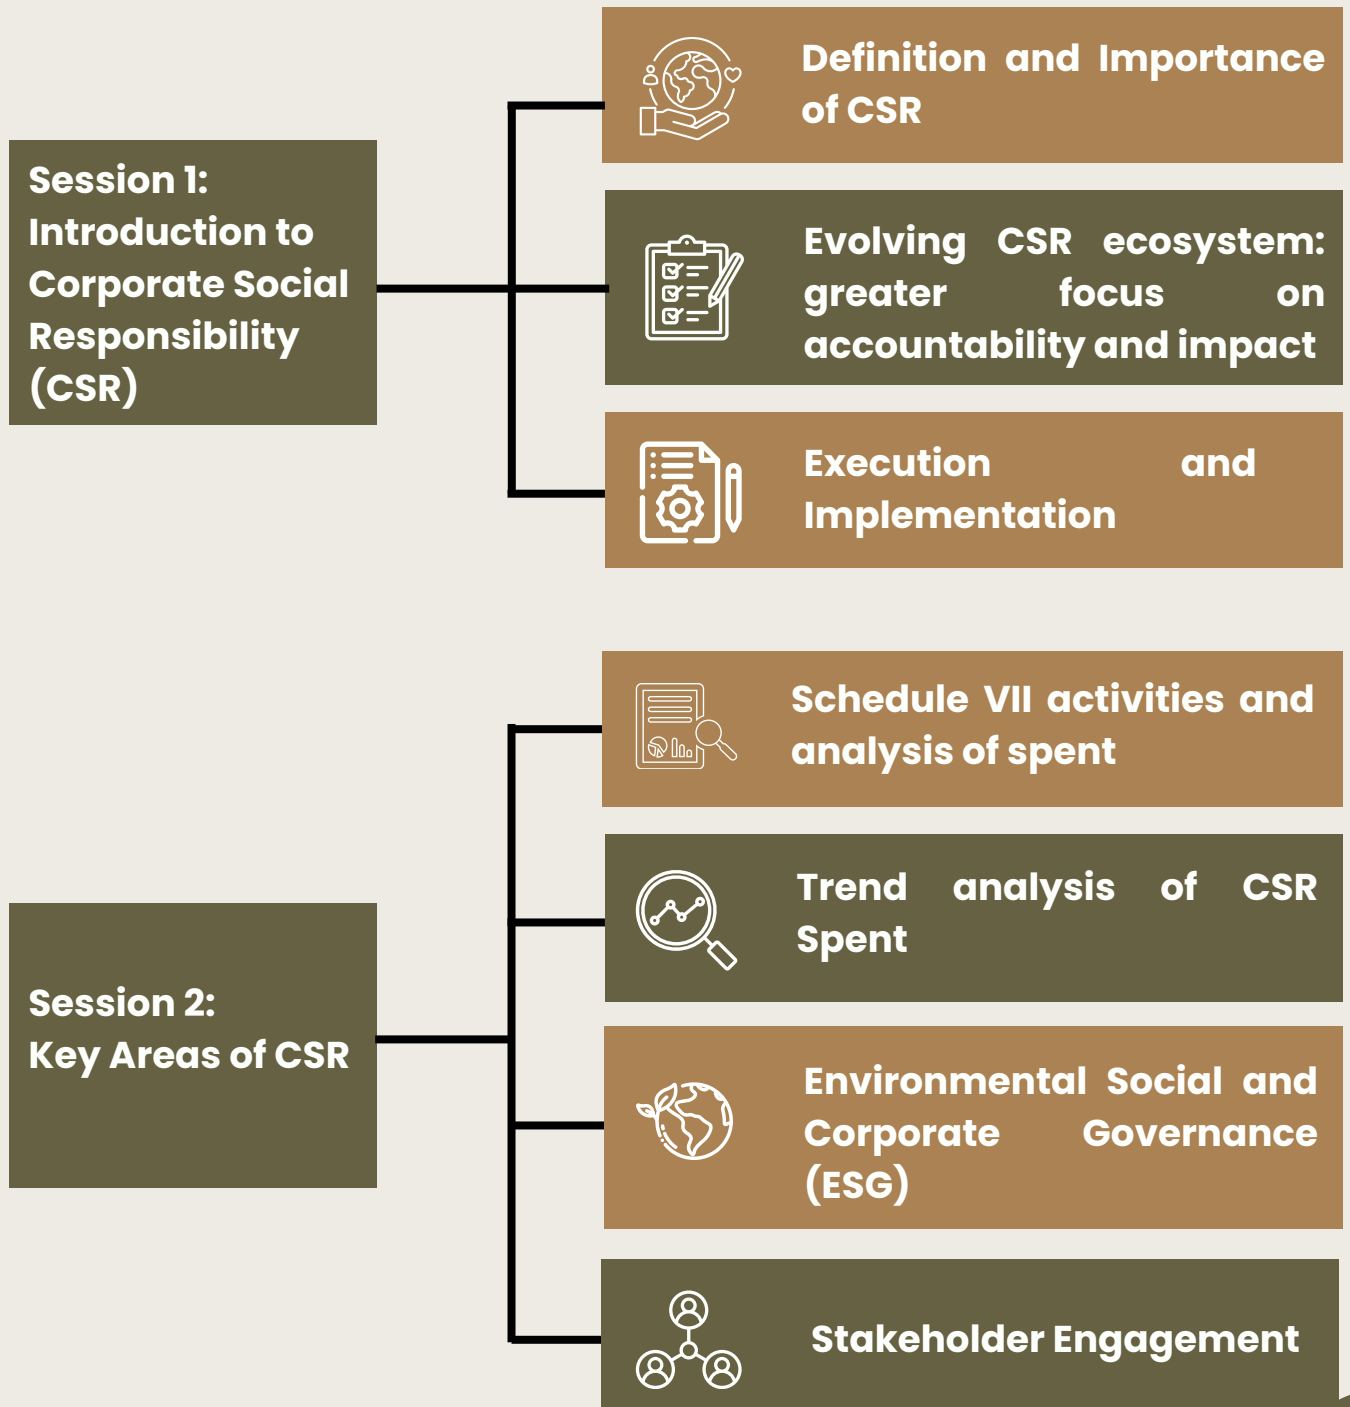 Session 1:
Introduction to
Corporate Social
Responsibility
(CSR)
Definition and Importance
of CSR
Evolving CSR ecosystem:
greater focus on
accountability and impact
Execution and
Implementation
Session 2:
Key Areas of CSR
Schedule VII activities and
analysis of spent
Trend analysis of CSR
Spent
Environmental Social and
Corporate Governance
(ESG)
Stakeholder Engagement